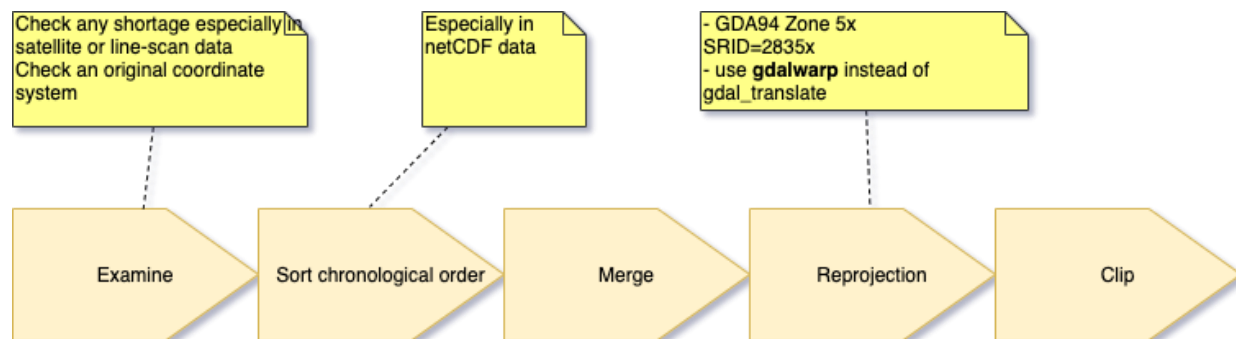 Check any shortage especially in
satellite or line-scan data
Check an original coordinate
system
Especially in
netCDF data
- GDA94 Zone 5x
SRID=2835x
- use gdalwarp instead of
gdal_translate
Examine
Sort chronological order
Merge
Reprojection
Clip